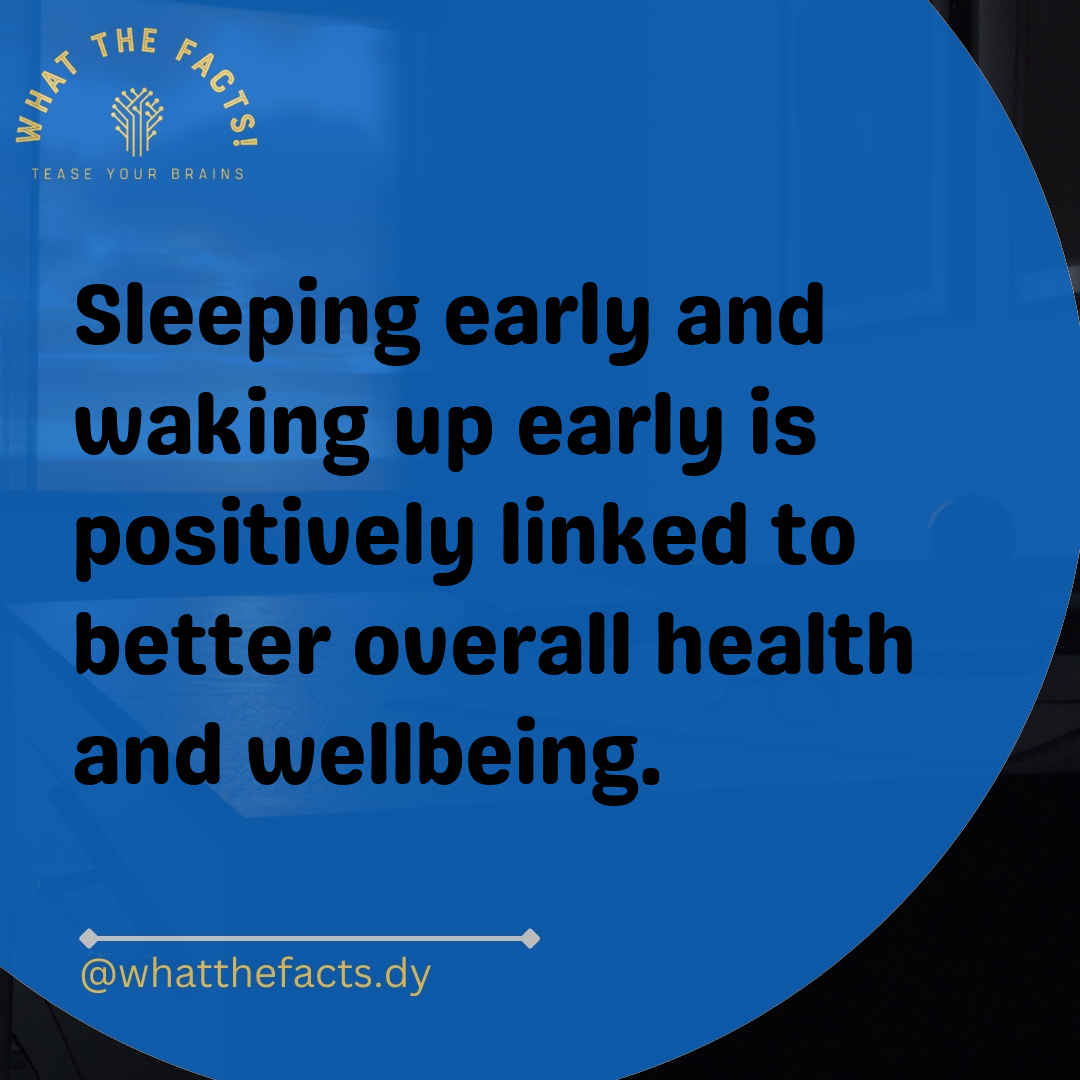 WHAT THE FACTS!
TEASE YOUR BRAINS
Sleeping early and
waking up early is
positively linked to
better overall health
and wellbeing.
@whatthefacts.dy